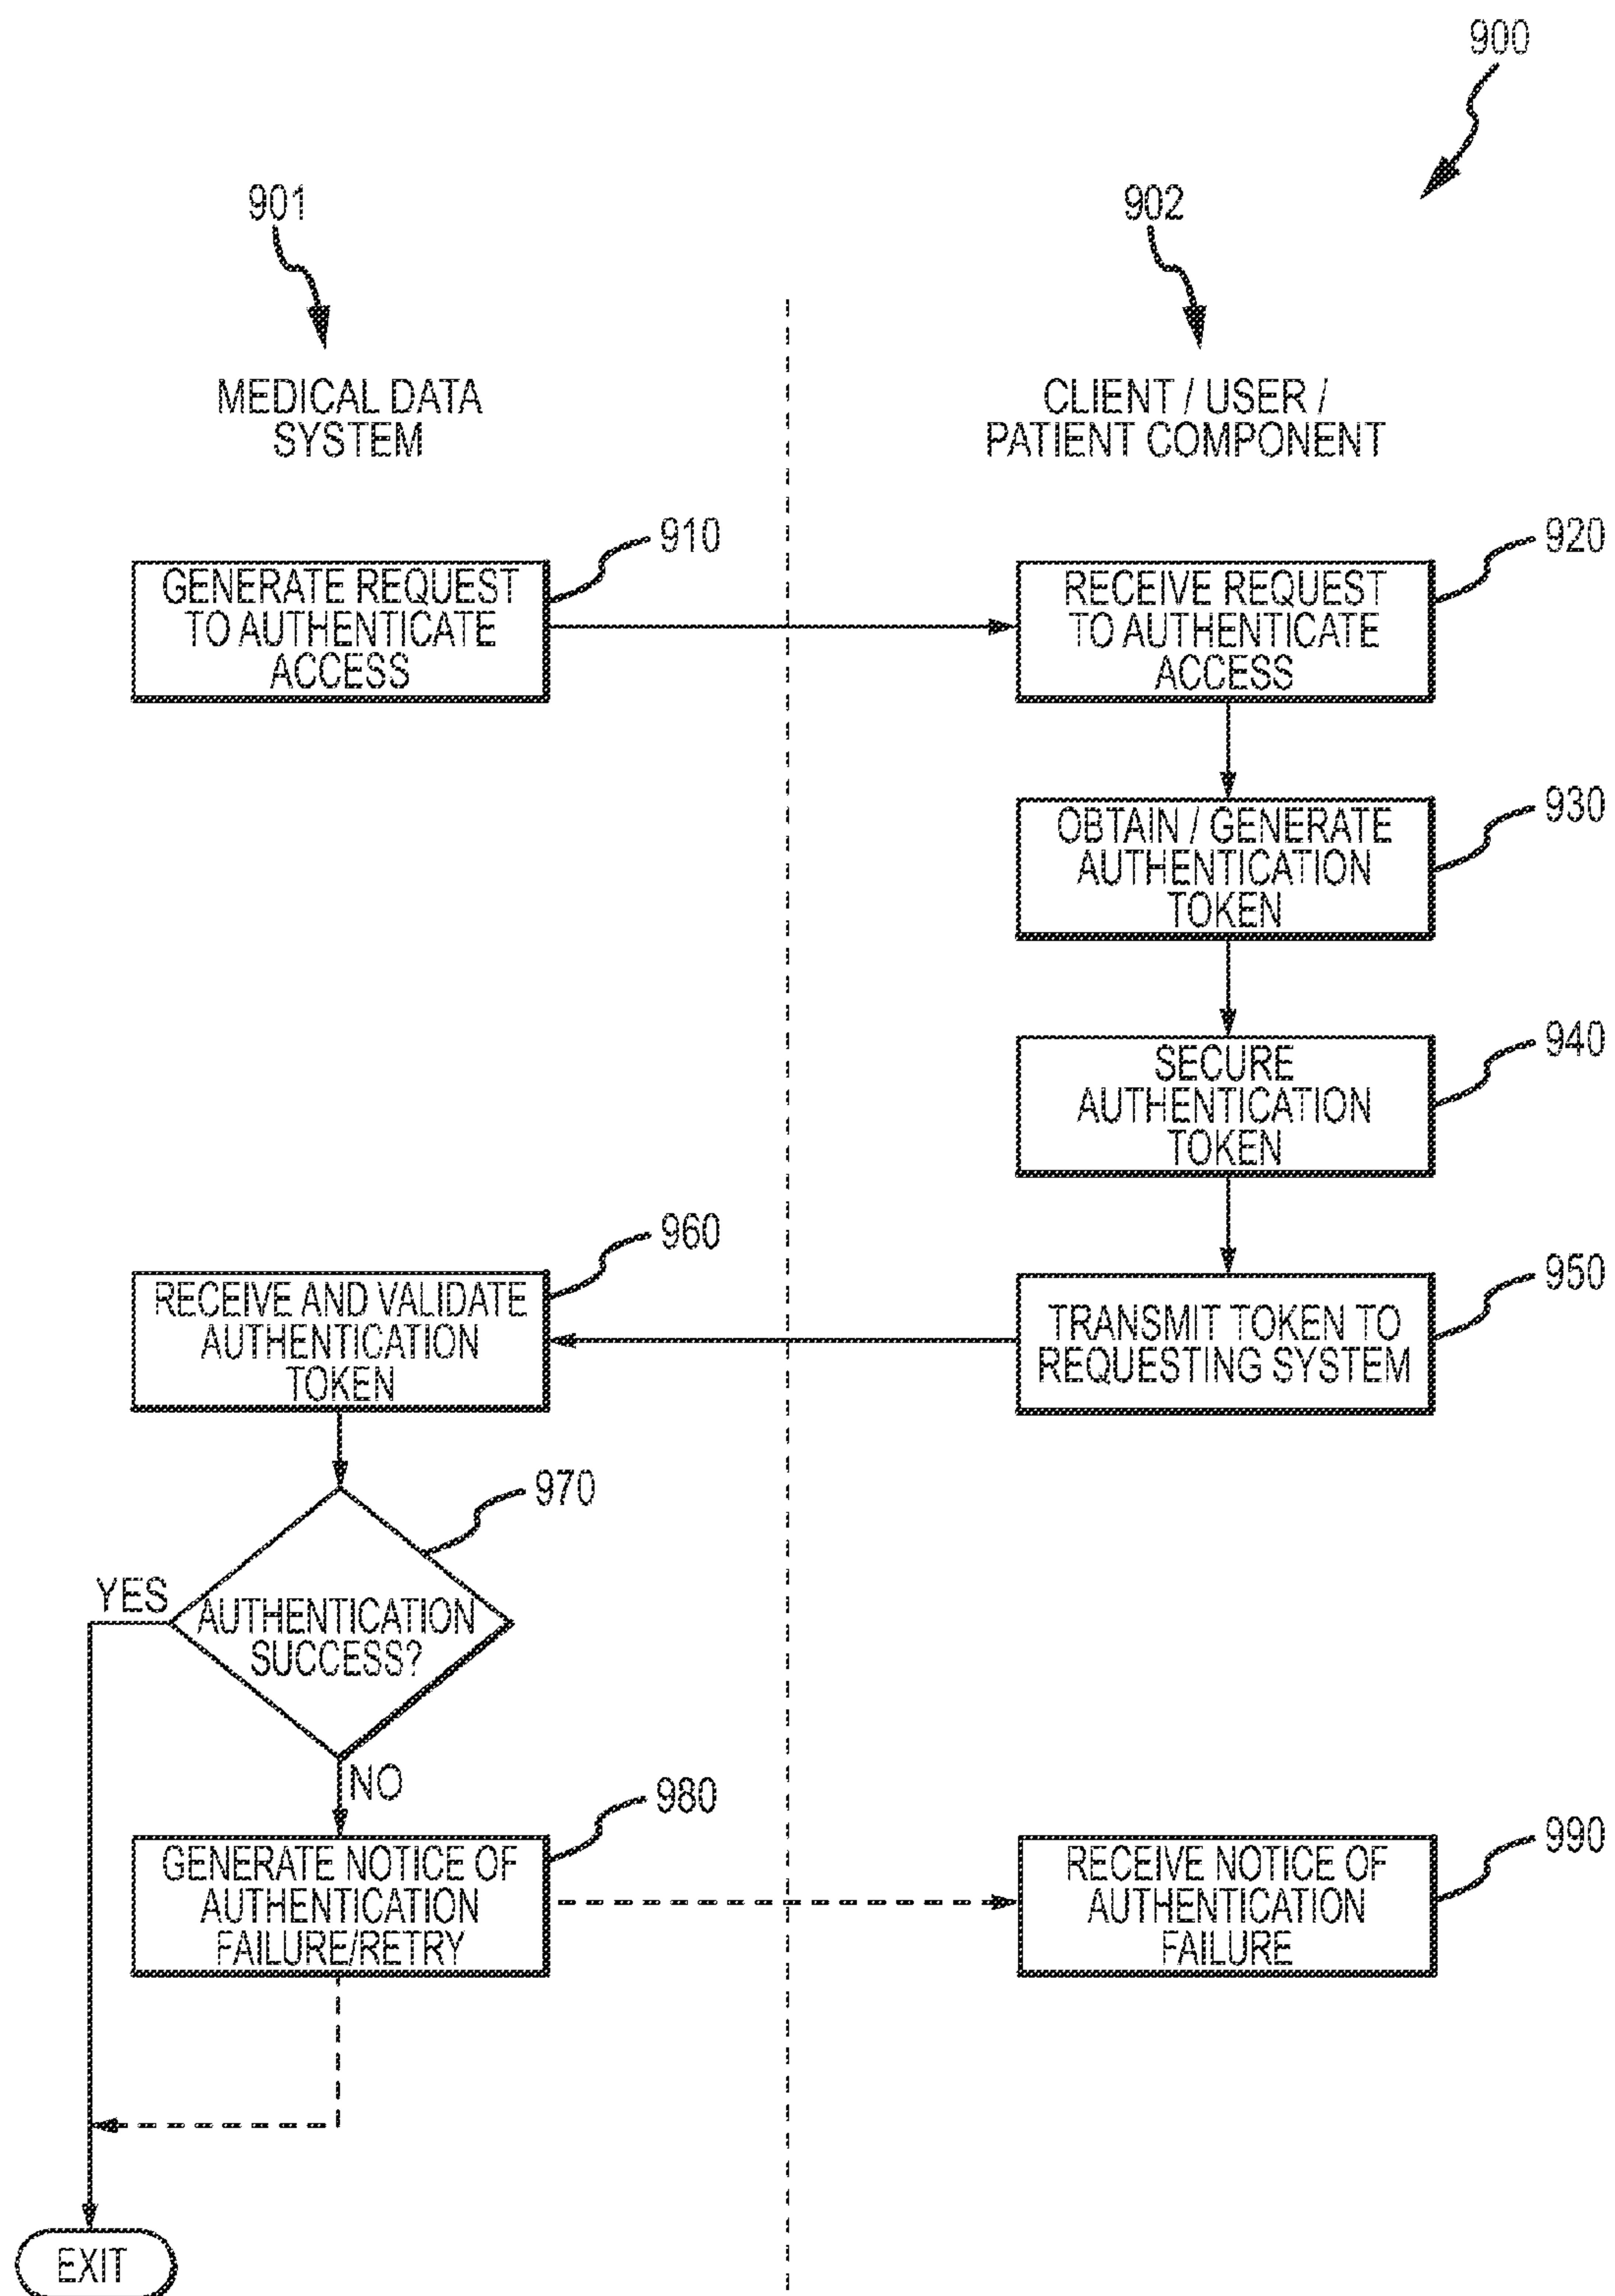 900
901
902
MEDICAL DATA
SYSTEM
CLIENT / USER /
PATIENT COMPONENT
910
GENERATE REQUEST
TO AUTHENTICATE
ACCESS
920
RECEIVE REQUEST
TO AUTHENTICATE
ACCESS
930
OBTAIN / GENERATE
AUTHENTICATION
TOKEN
940
SECURE
AUTHENTICATION
TOKEN
950
TRANSMIT TOKEN TO
REQUESTING SYSTEM
960
RECEIVE AND VALIDATE
AUTHENTICATION
TOKEN
970
YES
AUTHENTICATION
SUCCESS?
NO
980
GENERATE NOTICE OF
AUTHENTICATION
FAILURE/RETRY
990
RECEIVE NOTICE OF
AUTHENTICATION
FAILURE
EXIT